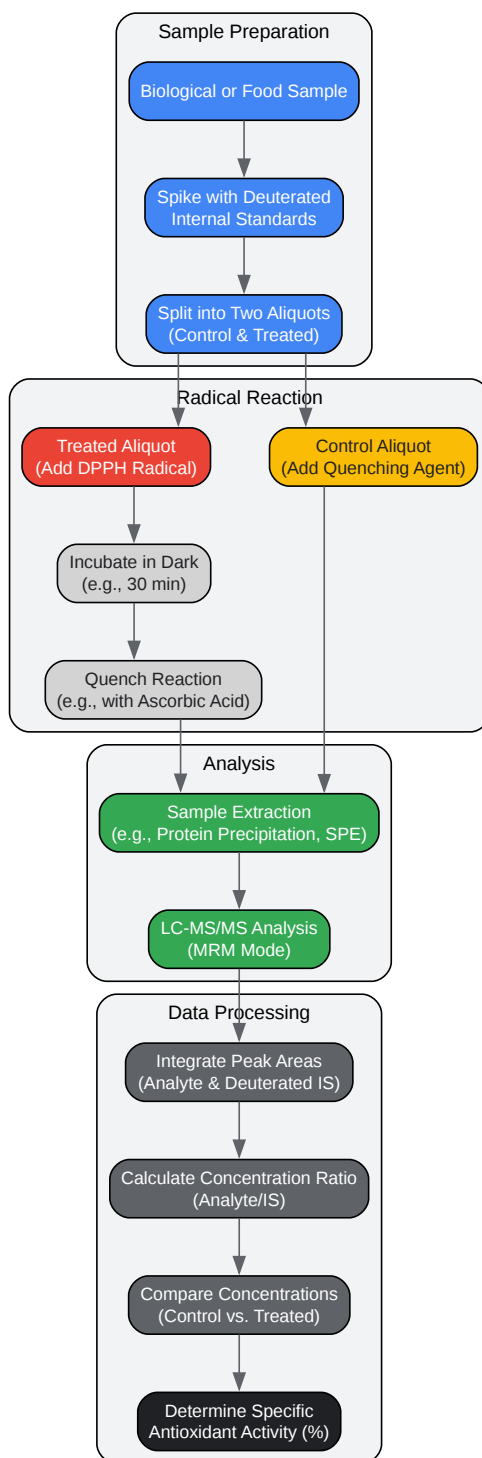 Sample Preparation
Biological or Food Sample
Spike with Deuterated
Internal Standards
Split into Two Aliquots
(Control & Treated)
Radical Reaction
Treated Aliquot
(Add DPPH Radical)
Control Aliquot
(Add Quenching Agent)
Incubate in Dark
(e.g., 30 min)
Quench Reaction
(e.g., with Ascorbic Acid)
Analysis
Sample Extraction
(e.g., Protein Precipitation, SPE)
LC-MS/MS Analysis
(MRM Mode)
Data Processing
Integrate Peak Areas
(Analyte & Deuterated IS)
Calculate Concentration Ratio
(Analyte/IS)
Compare Concentrations
(Control vs. Treated)
Determine Specific
Antioxidant Activity (%)